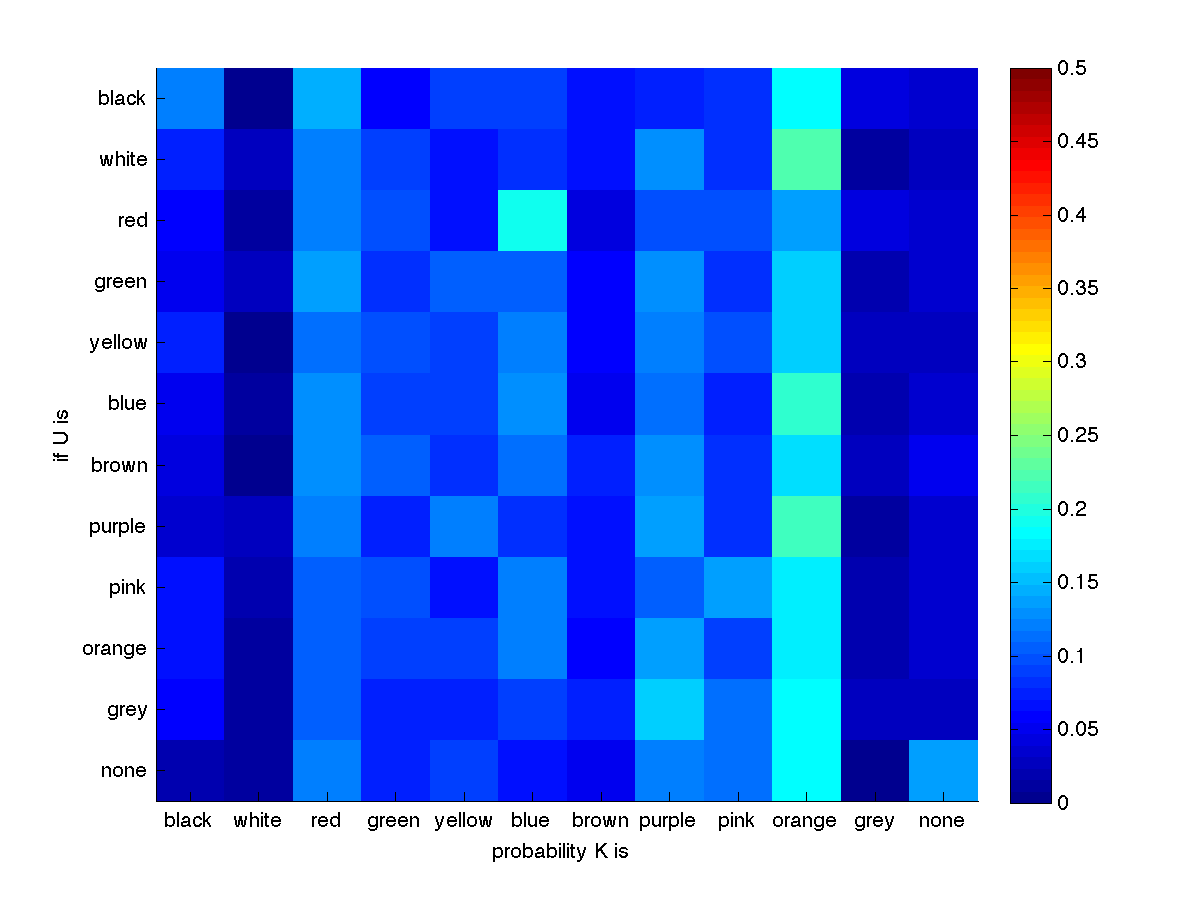 if U is
black
white
red
green
yellow
blue
brown
purple
pink
orange
grey
none
black white red green yellow blue brown purple pink orange grey none
probability K is
0.5
0.45
0.4
0.35
0.3
0.25
0.2
0.15
0.1
0.05
0